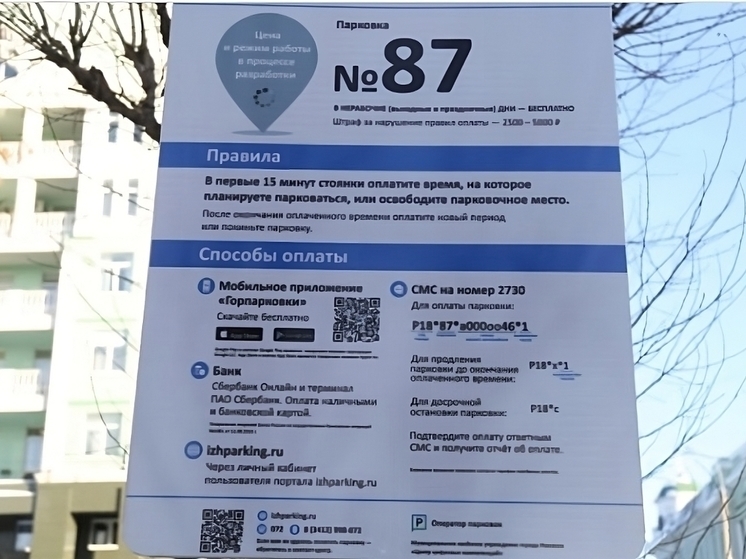 Цена
и режим работы
в процессе
разработки
Парковка
№87
В НЕРАБОЧИЕ (выходные и праздничные) ДНИ — БЕСПЛАТНО
Штраф за нарушение правил оплаты — 2500 – 5000 ₽
Правила
В первые 15 минут стоянки оплатите время, на которое
планируете парковаться, или освободите парковочное место.
После окончания оплаченного времени оплатите новый период
или покиньте парковку.
Способы оплаты
Мобильное приложение
«Горпарковки»
Скачайте бесплатно
App Store
Банк
Сбербанк Онлайн и терминал
ПАО Сбербанк. Оплата наличными
и банковской картой.
izhparking.ru
Через личный кабинет
пользователя портала izhparking.ru
СМС на номер 2730
Для оплаты парковки:
P18*87*а000оо46*1
Для продления
парковки до окончания
оплаченного времени:
P18*x*1
Для досрочной
остановки парковки:
P18*c
Подтвердите оплату ответным
СМС и получите отчёт об оплате.
izhparking.ru
072
P
Оператор парковок